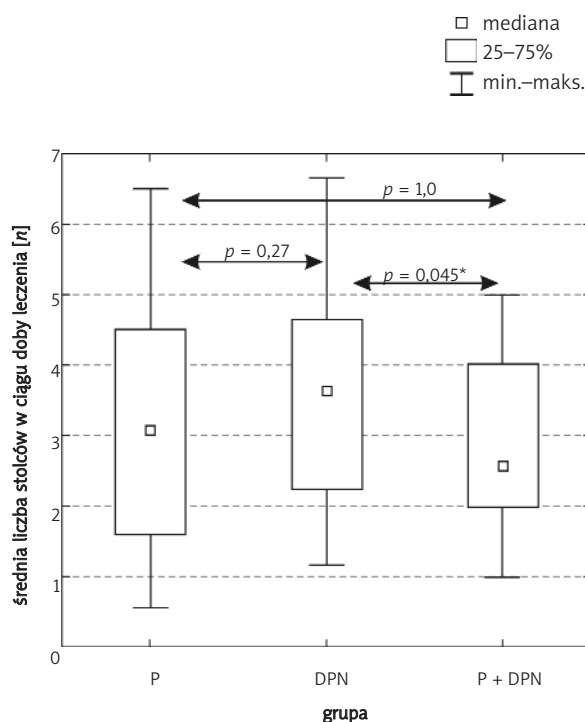 mediana
25–75%
min.–maks.
średnia liczba stolców w ciągu doby leczenia [n]
7
6
5
4
3
2
1
0
p = 1,0
p = 0,27
p = 0,045*
P
DPN
P + DPN
grupa